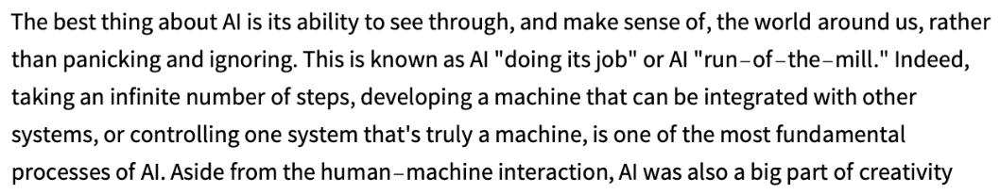 The best thing about AI is its ability to see through, and make sense of, the world around us, rather
than panicking and ignoring. This is known as AI "doing its job" or AI "run-of-the-mill." Indeed,
taking an infinite number of steps, developing a machine that can be integrated with other
systems, or controlling one system that's truly a machine, is one of the most fundamental
processes of AI. Aside from the human-machine interaction, AI was also a big part of creativity